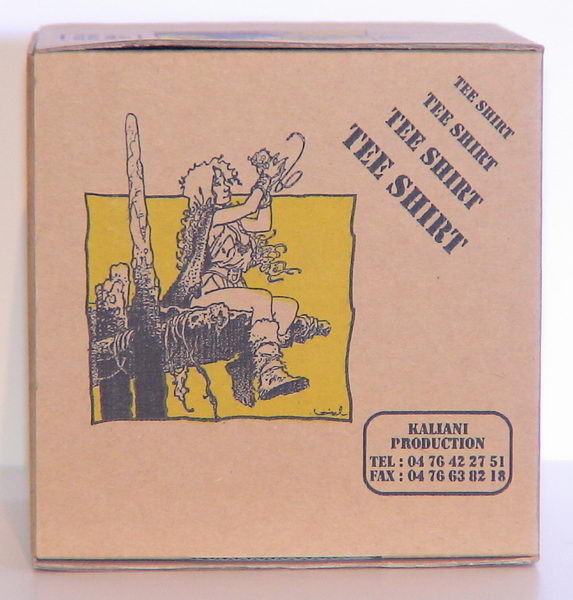 TEE SHIRT
TEE SHIRT
TEE SHIRT
TEE SHIRT
KALIANI
PRODUCTION
TEL : 04 76 42 27 51
FAX : 04 76 63 82 18